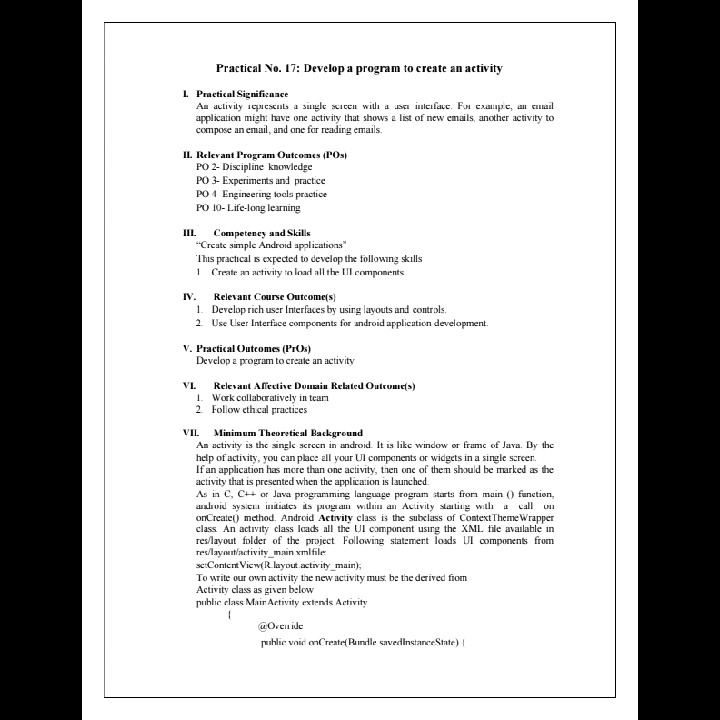 Practical No. 17: Develop a program to create an activity
I. Practical Significance
An activity represents a single screen with a user interface. For example, an email
application might have one activity that shows a list of new emails, another activity to
compose an email, and one for reading emails.
II. Relevant Program Outcomes (POs)
PO 2- Discipline knowledge
PO 3- Experiments and practice
PO 4- Engineering tools practice
PO 10- Life-long learning
III. Competency and Skills
“Create simple Android applications”
This practical is expected to develop the following skills
1. Create an activity to load all the UI components
IV. Relevant Course Outcome(s)
1. Develop rich user Interfaces by using layouts and controls.
2. Use User Interface components for android application development.
V. Practical Outcomes (PrOs)
Develop a program to create an activity
VI. Relevant Affective Domain Related Outcome(s)
1. Work collaboratively in team
2. Follow ethical practices
VII. Minimum Theoretical Background
An activity is the single screen in android. It is like window or frame of Java. By the
help of activity, you can place all your UI components or widgets in a single screen.
If an application has more than one activity, then one of them should be marked as the
activity that is presented when the application is launched.
As in C, C++ or Java programming language program starts from main () function,
android system initiates its program within an Activity starting with a call on
onCreate() method. Android Activity class is the subclass of ContextThemeWrapper
class. An activity class loads all the UI component using the XML file available in
res/layout folder of the project. Following statement loads UI components from
res/layout/activity_main.xmlfile:
setContentView(R.layout.activity_main);
To write our own activity the new activity must be the derived from
Activity class as given below
public class MainActivity extends Activity
{
@Override
public void onCreate(Bundle savedInstanceState) {